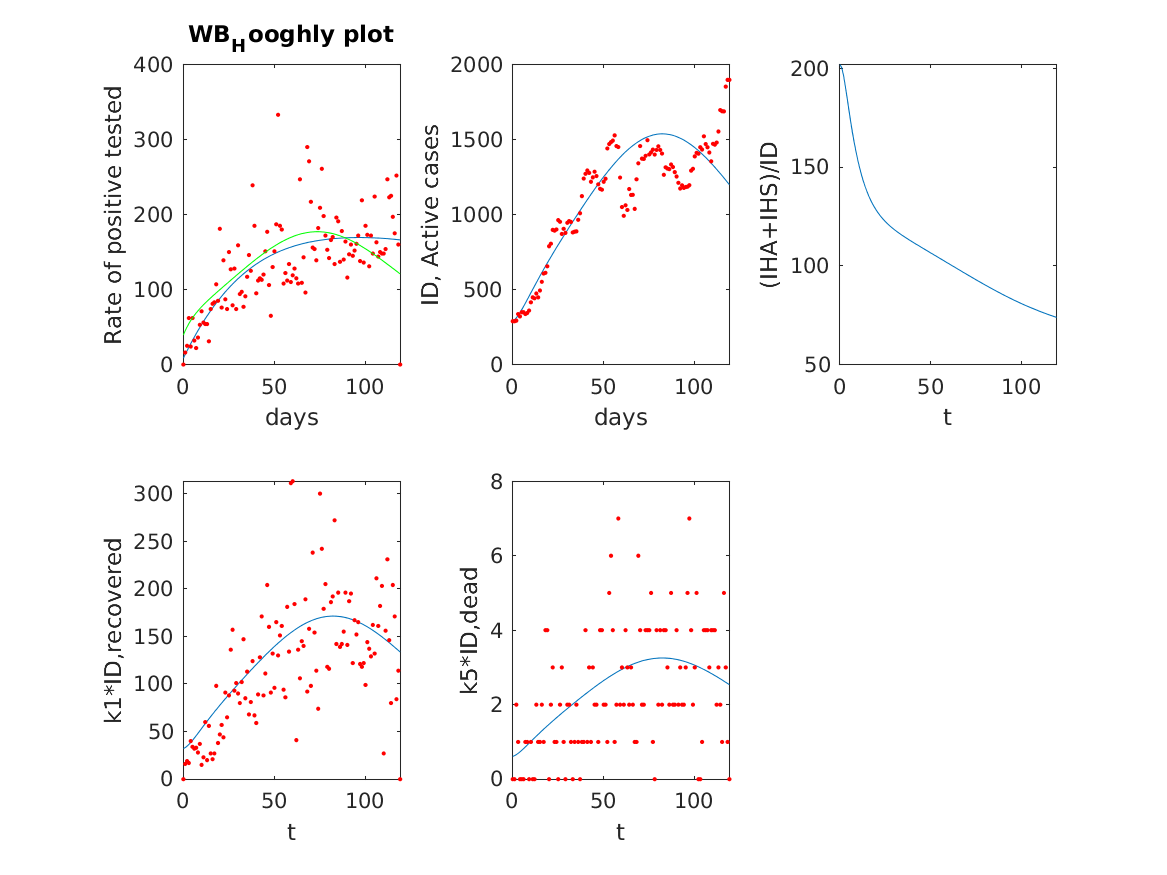 WB_Hooghly plot
400
300
200
100
0
Rate of positive tested
0 50 100
days
2000
1500
1000
500
0
ID, Active cases
0 50 100
days
200
150
100
50
(IHA+IHS)/ID
0 50 100
t
300
250
200
150
100
50
0
k1*ID,recovered
0 50 100
t
8
6
4
2
0
k5*ID,dead
0 50 100
t